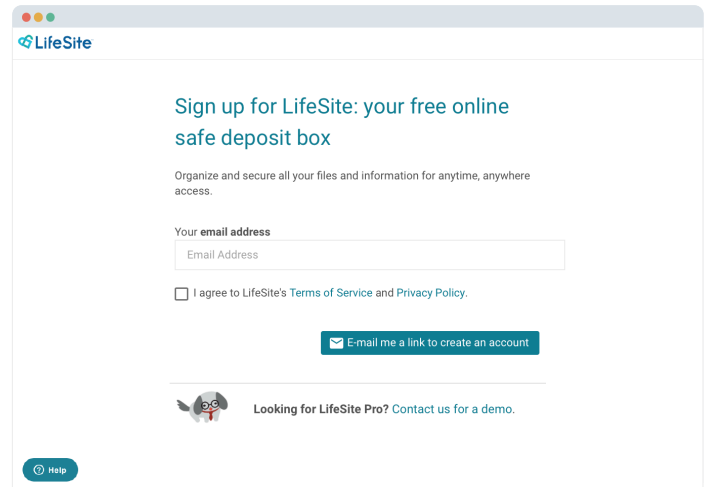 LifeSite
Sign up for LifeSite: your free online
safe deposit box
Organize and secure all your files and information for anytime, anywhere
access.
Your email address
Email Address
I agree to LifeSite's Terms of Service and Privacy Policy.
E-mail me a link to create an account
Looking for LifeSite Pro? Contact us for a demo.
? Help